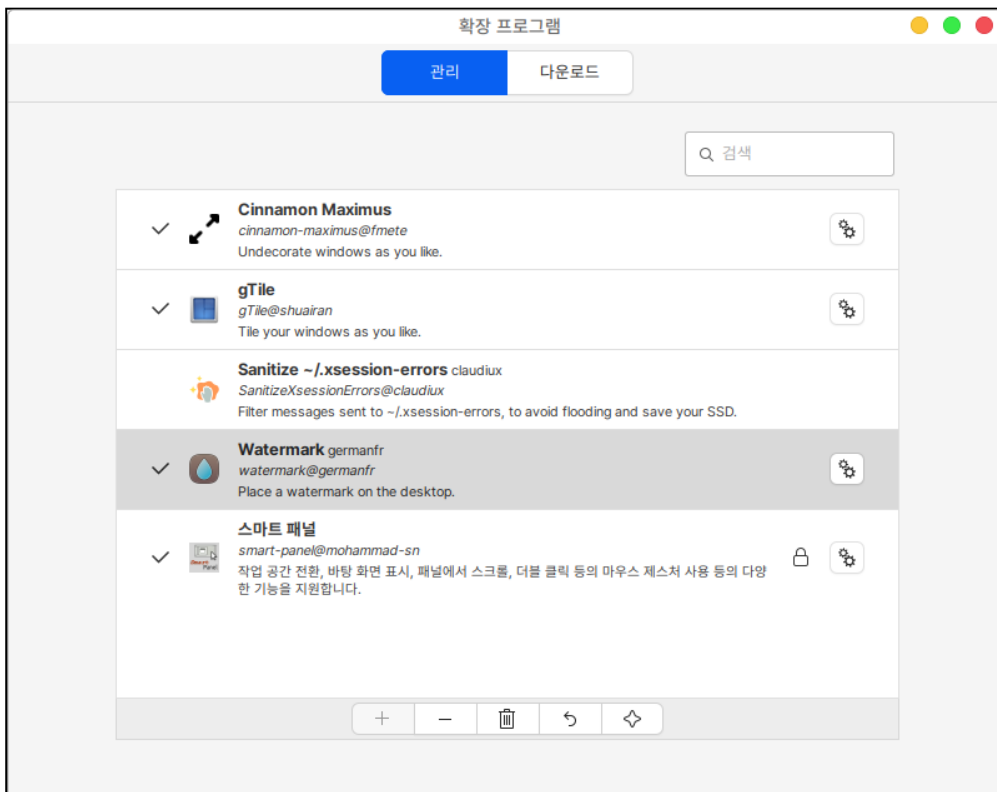 확장 프로그램
관리
다운로드
검색
Cinnamon Maximus
cinnamon-maximus@fmete
Undecorate windows as you like.
gTile
gTile@shuairan
Tile your windows as you like.
Sanitize ~/.xsession-errors claudiux
SanitizeXsessionErrors@claudiux
Filter messages sent to ~/.xsession-errors, to avoid flooding and save your SSD.
Watermark germanfr
watermark@germanfr
Place a watermark on the desktop.
스마트 패널
smart-panel@mohammad-sn
작업 공간 전환, 바탕 화면 표시, 패널에서 스크롤, 더블 클릭 등의 마우스 제스처 사용 등의 다양
한 기능을 지원합니다.